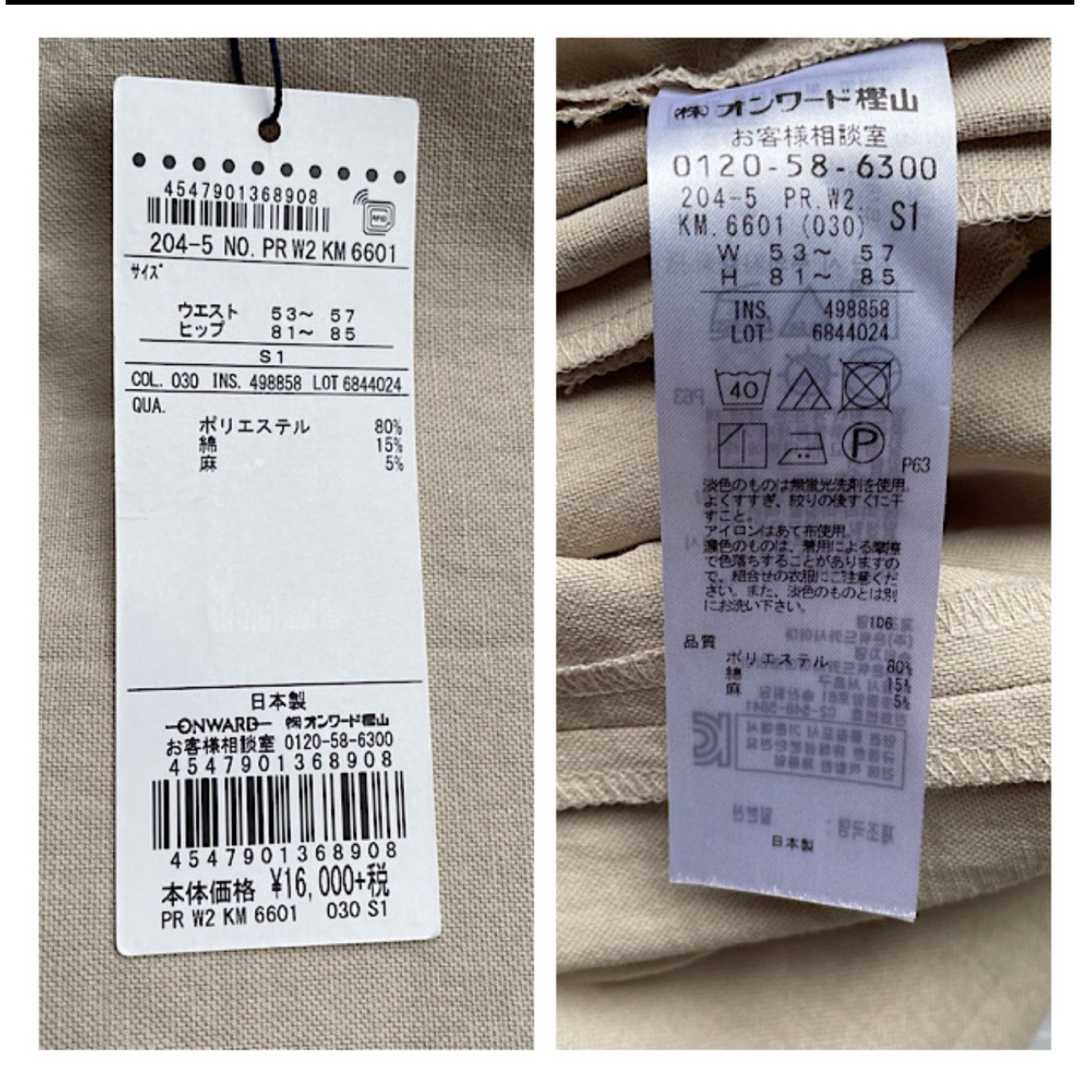 4547901368908
RFID
204-5 NO. PR W2 KM 6601
サイズ
ウエスト 53～ 57
ヒップ 81～ 85
S1
COL. 030 INS. 498858 LOT 6844024
QUA.
ポリエステル 80%
綿 15%
麻 5%
日本製
ONWARD ㈱オンワード樫山
お客様相談室 0120-58-6300
4547901368908
4547901368908
本体価格 ¥16,000+税
PR W2 KM 6601 030 S1
㈱オンワード樫山
お客様相談室
0120-58-6300
204-5 PR.W2.
KM.6601 (030) S1
W 53～ 57
H 81～ 85
INS. 498858
LOT 6844024
40
P
P63
淡色のものは無蛍光洗剤を使用。
よくすすぎ、絞りの後すぐに干
すこと。
アイロンはあて布使用。
濃色のものは、着用による摩擦
で色落ちすることがありますの
で、組合せの衣服にご注意くだ
さい。また、淡色のものとは別
にお洗い下さい。
1D6
品質
ポリエステル 80%
綿 15%
麻 5%
日本製